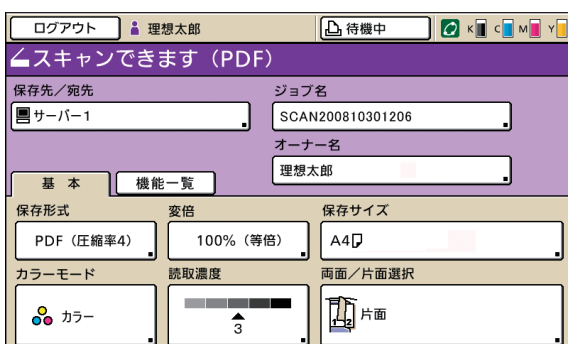 ログアウト 理想太郎 待機中 K C M Y
スキャンできます（PDF）
保存先／宛先 ジョブ名
サーバー1 SCAN200810301206
オーナー名
理想太郎
基本 機能一覧
保存形式 変倍 保存サイズ
PDF（圧縮率4） 100%（等倍） A4
カラーモード 読取濃度 両面／片面選択
カラー 3 1 2 片面